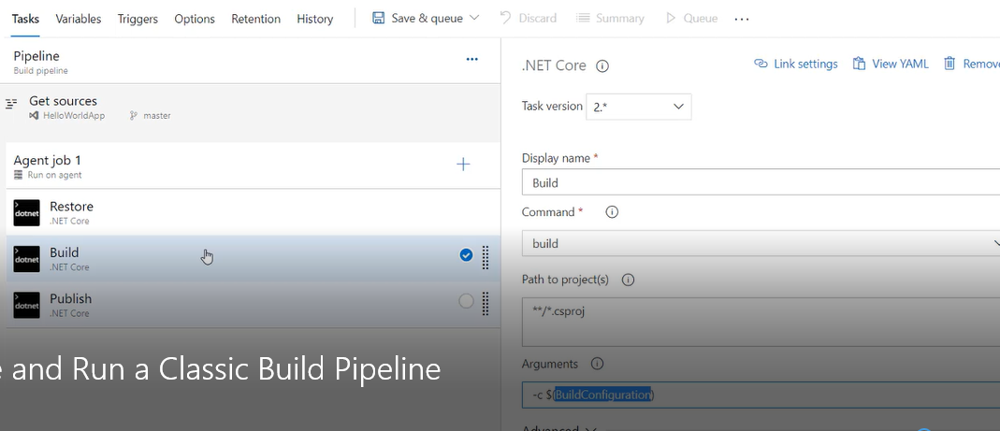 Tasks Variables Triggers Options Retention History Save & queue Discard Summary Queue ...
Pipeline
Build pipeline
Get sources
HelloWorldApp master
Agent job 1
Run on agent
dotnet Restore
.NET Core
dotnet Build
.NET Core
dotnet Publish
.NET Core
and Run a Classic Build Pipeline
.NET Core Link settings View YAML Remove
Task version 2.*
Display name *
Build
Command *
build
Path to project(s)
**/*.csproj
Arguments
-c $(BuildConfiguration)
Advanced